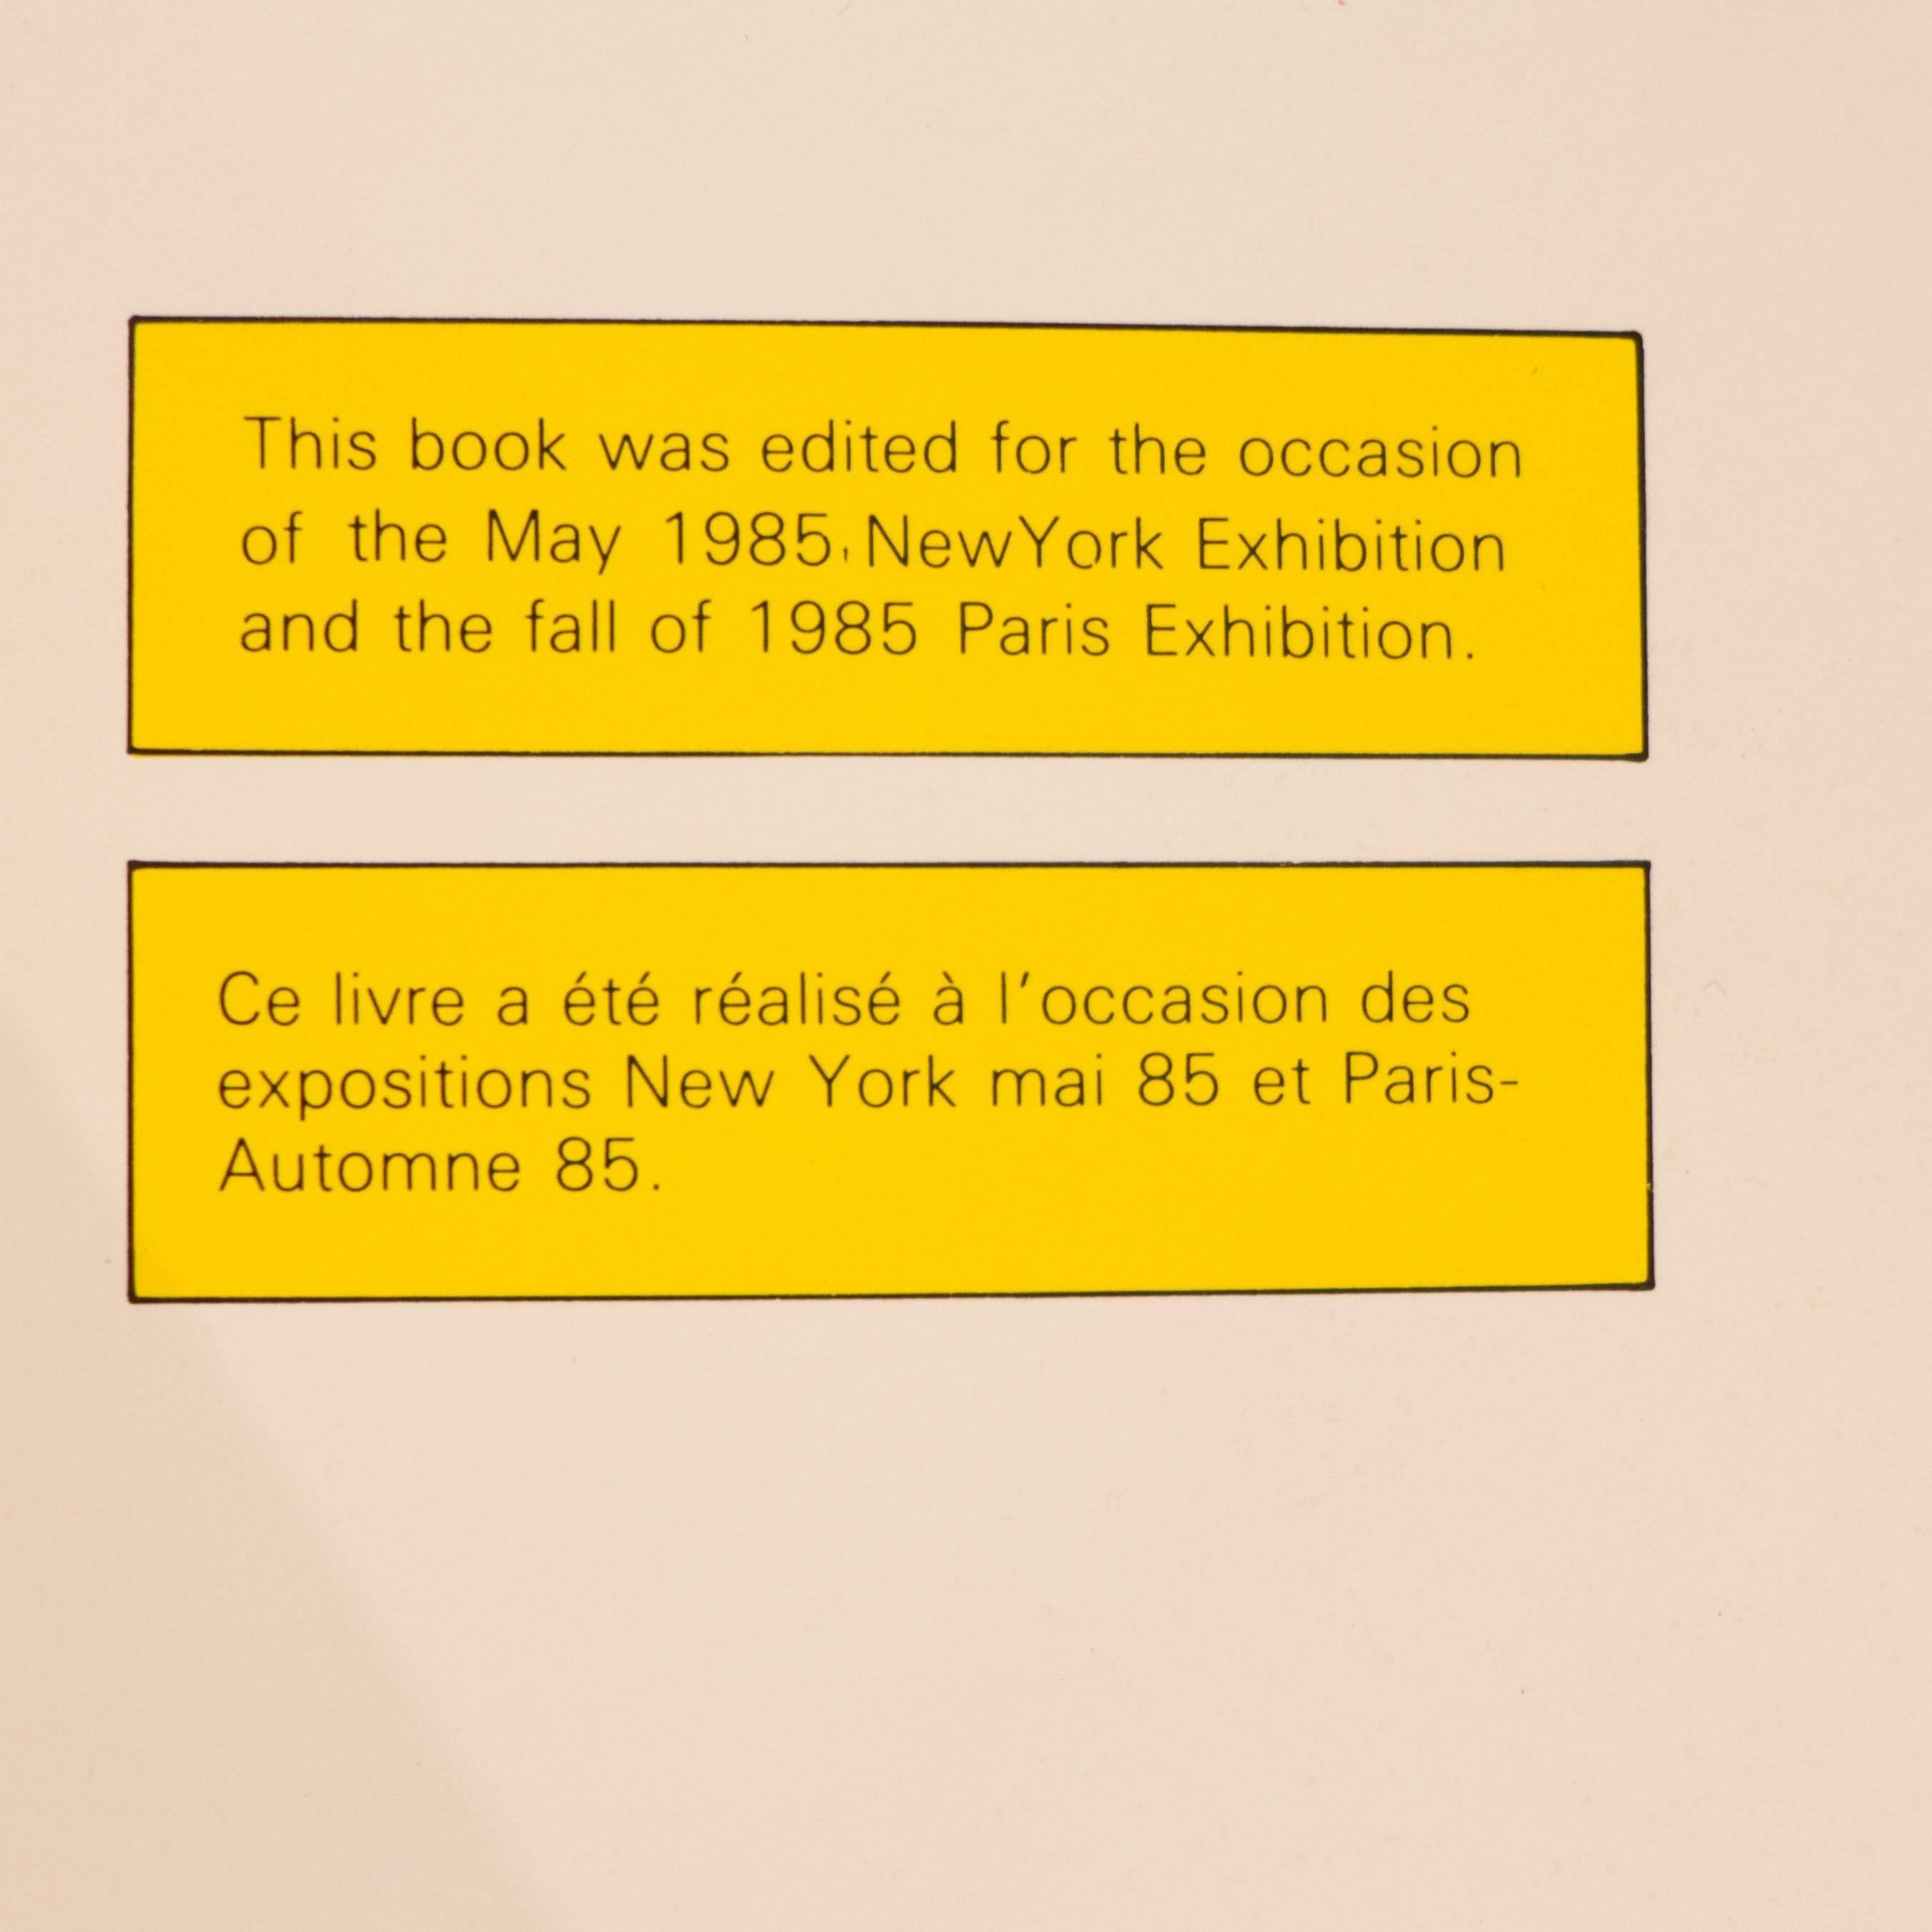 This book was edited for the occasion
of the May 1985, NewYork Exhibition
and the fall of 1985 Paris Exhibition.
Ce livre a été réalisé à l'occasion des
expositions New York mai 85 et Paris-
Automne 85.